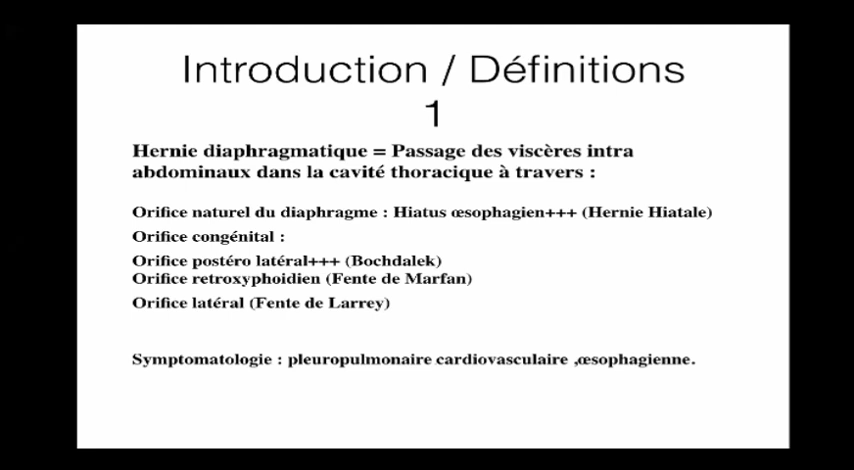 Introduction / Définitions
1
Hernie diaphragmatique = Passage des viscères intra
abdominaux dans la cavité thoracique à travers :
Orifice naturel du diaphragme : Hiatus œsophagien+++ (Hernie Hiatale)
Orifice congénital :
Orifice postéro latéral+++ (Bochdalek)
Orifice retroxyphoidien (Fente de Marfan)
Orifice latéral (Fente de Larrey)
Symptomatologie : pleuropulmonaire cardiovasculaire ,œsophagienne.